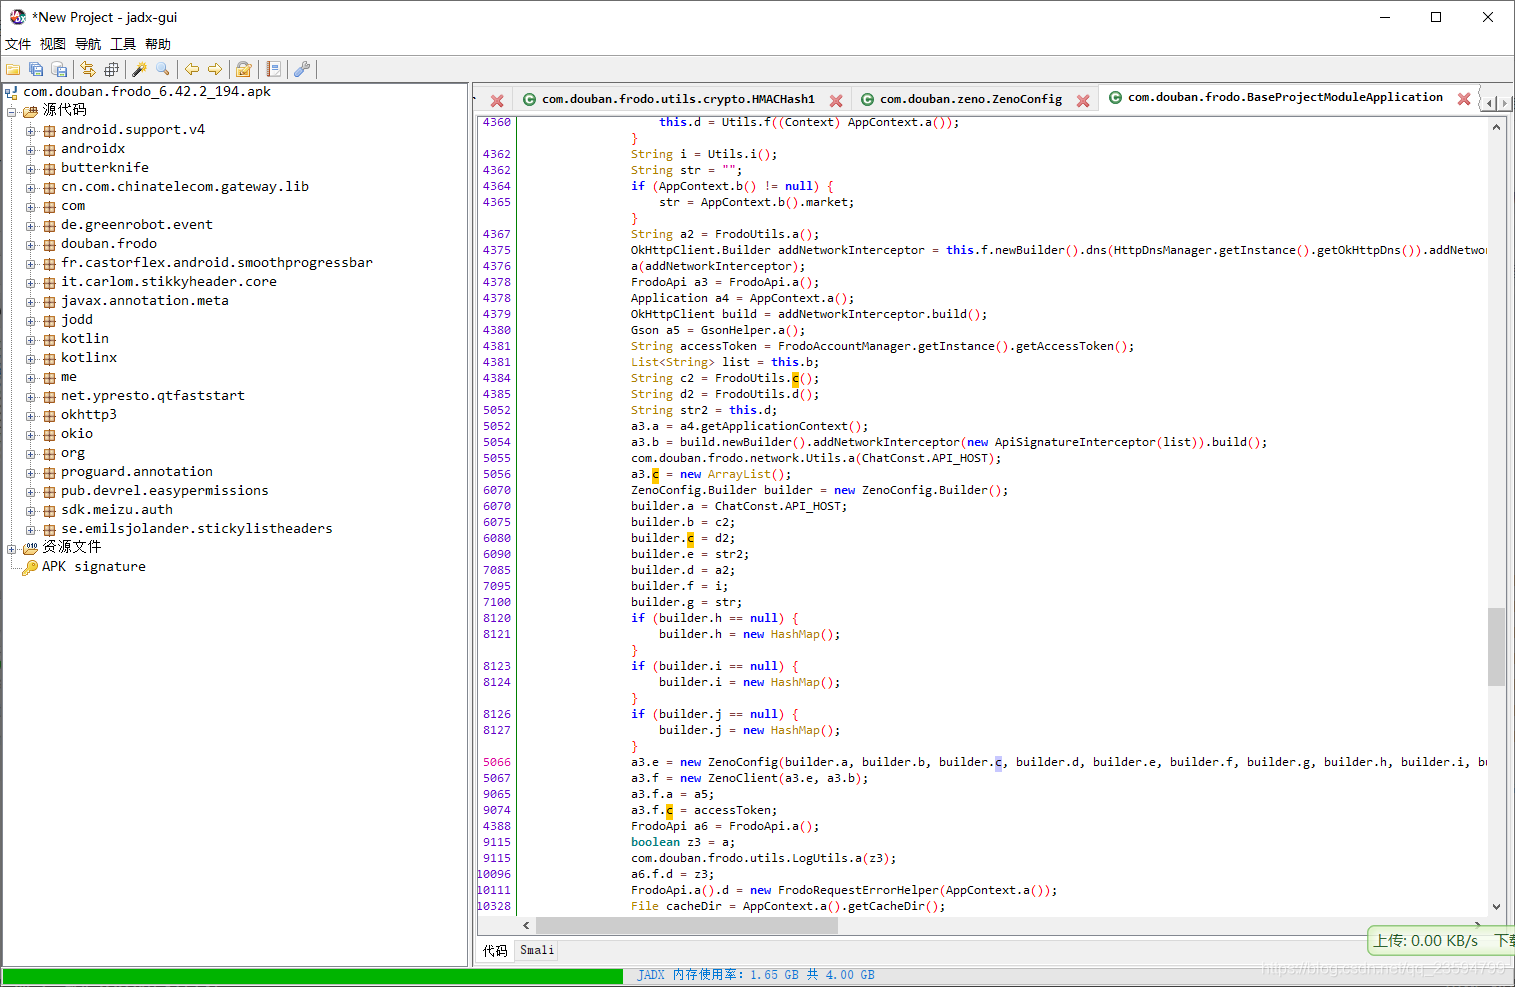 *New Project - jadx-gui
文件 视图 导航 工具 帮助
com.douban.frodo_6.42.2_194.apk
源代码
android.support.v4
androidx
butterknife
cn.com.chinatelecom.gateway.lib
com
de.greenrobot.event
douban.frodo
fr.castorflex.android.smoothprogressbar
it.carlom.stikkyheader.core
javax.annotation.meta
jodd
kotlin
kotlinx
me
net.ypresto.qtfaststart
okhttp3
okio
org
proguard.annotation
pub.devrel.easypermissions
sdk.meizu.auth
se.emilsjolander.stickylistheaders
资源文件
APK signature
com.douban.frodo.utils.crypto.HMACHash1 com.douban.zeno.ZenoConfig com.douban.frodo.BaseProjectModuleApplication
4360 this.d = Utils.f((Context) AppContext.a());
}
4362 String i = Utils.i();
4362 String str = "";
4364 if (AppContext.b() != null) {
4365 str = AppContext.b().market;
}
4367 String a2 = FrodoUtils.a();
4375 OkHttpClient.Builder addNetworkInterceptor = this.f.newBuilder().dns(HttpDnsManager.getInstance().getOkHttpDns()).addNetwo
4376 a(addNetworkInterceptor);
4378 FrodoApi a3 = FrodoApi.a();
4378 Application a4 = AppContext.a();
4379 OkHttpClient build = addNetworkInterceptor.build();
4380 Gson a5 = GsonHelper.a();
4381 String accessToken = FrodoAccountManager.getInstance().getAccessToken();
4381 List<String> list = this.b;
4384 String c2 = FrodoUtils.c();
4385 String d2 = FrodoUtils.d();
5052 String str2 = this.d;
5052 a3.a = a4.getApplicationContext();
5054 a3.b = build.newBuilder().addNetworkInterceptor(new ApiSignatureInterceptor(list)).build();
5055 com.douban.frodo.network.Utils.a(ChatConst.API_HOST);
5056 a3.c = new ArrayList();
6070 ZenoConfig.Builder builder = new ZenoConfig.Builder();
6070 builder.a = ChatConst.API_HOST;
6075 builder.b = c2;
6080 builder.c = d2;
6090 builder.e = str2;
7085 builder.d = a2;
7095 builder.f = i;
7100 builder.g = str;
8120 if (builder.h == null) {
8121 builder.h = new HashMap();
}
8123 if (builder.i == null) {
8124 builder.i = new HashMap();
}
8126 if (builder.j == null) {
8127 builder.j = new HashMap();
}
5066 a3.e = new ZenoConfig(builder.a, builder.b, builder.c, builder.d, builder.e, builder.f, builder.g, builder.h, builder.i, b
5067 a3.f = new ZenoClient(a3.e, a3.b);
9065 a3.f.a = a5;
9074 a3.f.c = accessToken;
4388 FrodoApi a6 = FrodoApi.a();
9115 boolean z3 = a;
9115 com.douban.frodo.utils.LogUtils.a(z3);
10096 a6.f.d = z3;
10111 FrodoApi.a().d = new FrodoRequestErrorHelper(AppContext.a());
10328 File cacheDir = AppContext.a().getCacheDir();
上传: 0.00 KB/s 下载
代码 Smali
JADX 内存使用率: 1.65 GB 共 4.00 GB
https://blog.csdn.net/qq_23594799